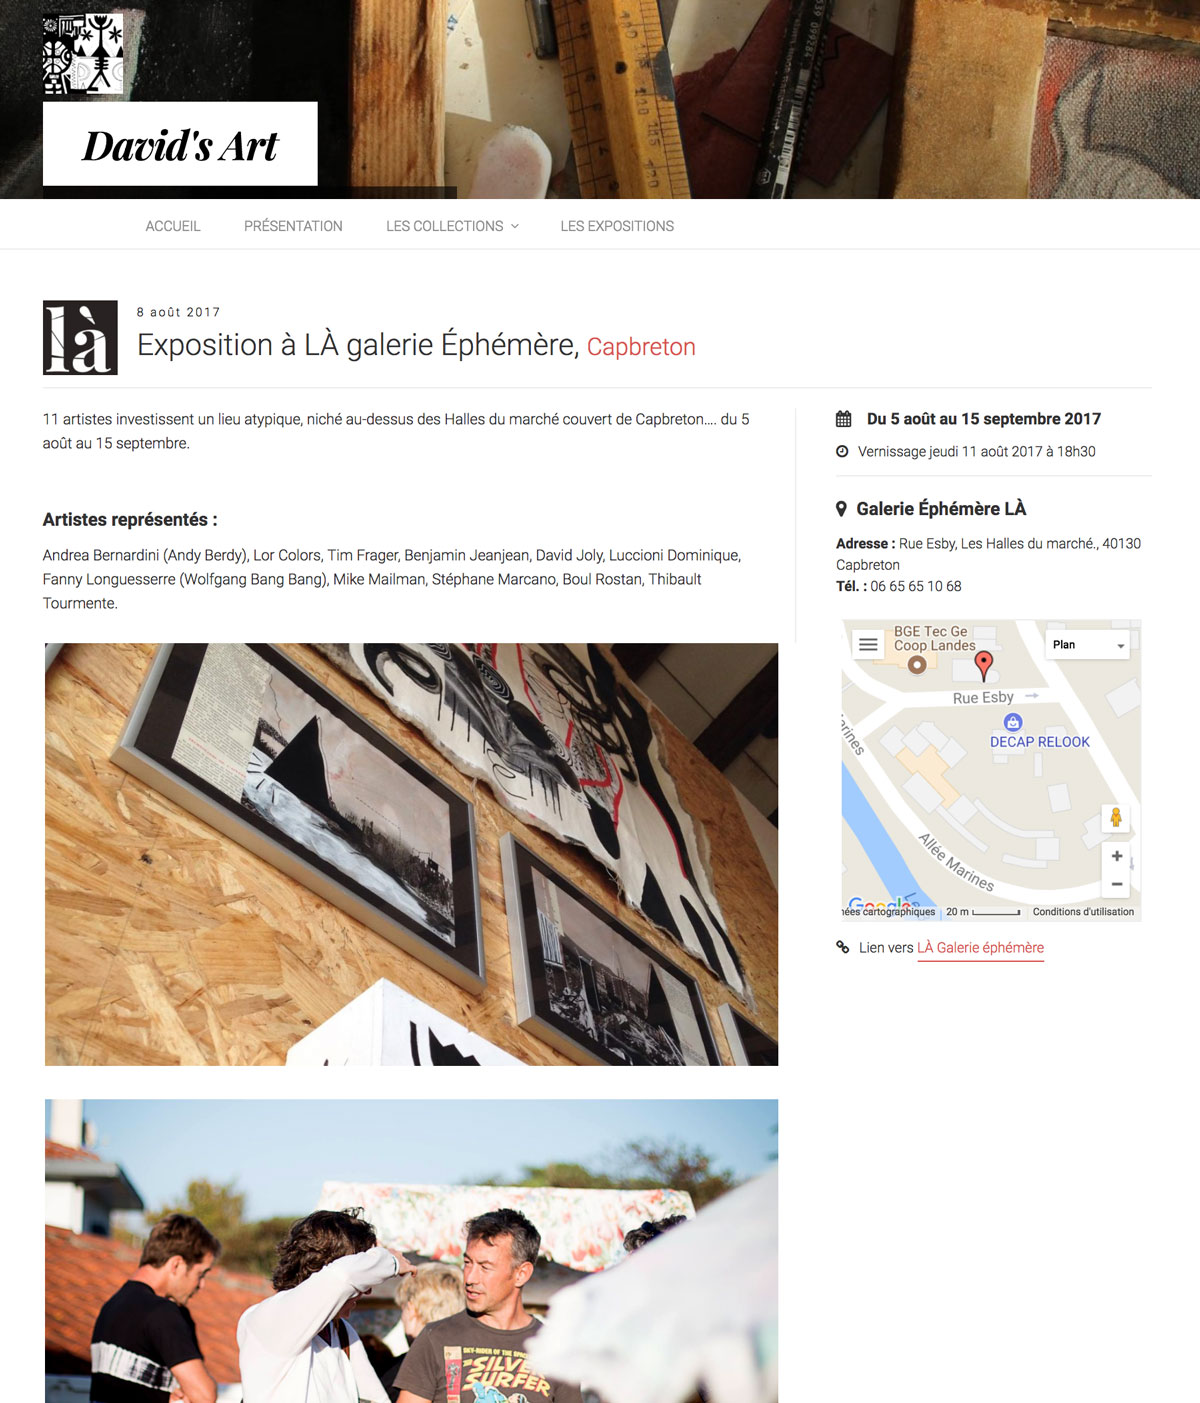 David's Art
ACCUEIL
PRÉSENTATION
LES COLLECTIONS
LES EXPOSITIONS
là
8 août 2017
Exposition à LÀ galerie Éphémère, Capbreton
11 artistes investissent un lieu atypique, niché au-dessus des Halles du marché couvert de Capbreton.... du 5
août au 15 septembre.
Artistes représentés :
Andrea Bernardini (Andy Berdy), Lor Colors, Tim Frager, Benjamin Jeanjean, David Joly, Luccioni Dominique,
Fanny Longuesserre (Wolfgang Bang Bang), Mike Mailman, Stéphane Marcano, Boul Rostan, Thibault
Tourmente.
Du 5 août au 15 septembre 2017
Vernissage jeudi 11 août 2017 à 18h30
Galerie Éphémère LÀ
Adresse : Rue Esby, Les Halles du marché., 40130
Capbreton
Tél. : 06 65 65 10 68
BGE Tec Ge
Coop Landes
Plan
Rue Esby
DECAP RELOOK
Allée Marines
Google
cartographiques
20 m
Conditions d'utilisation
Lien vers LÀ Galerie éphémère
SKY-RIDER OF THE SPACE
SILVER
SURFER